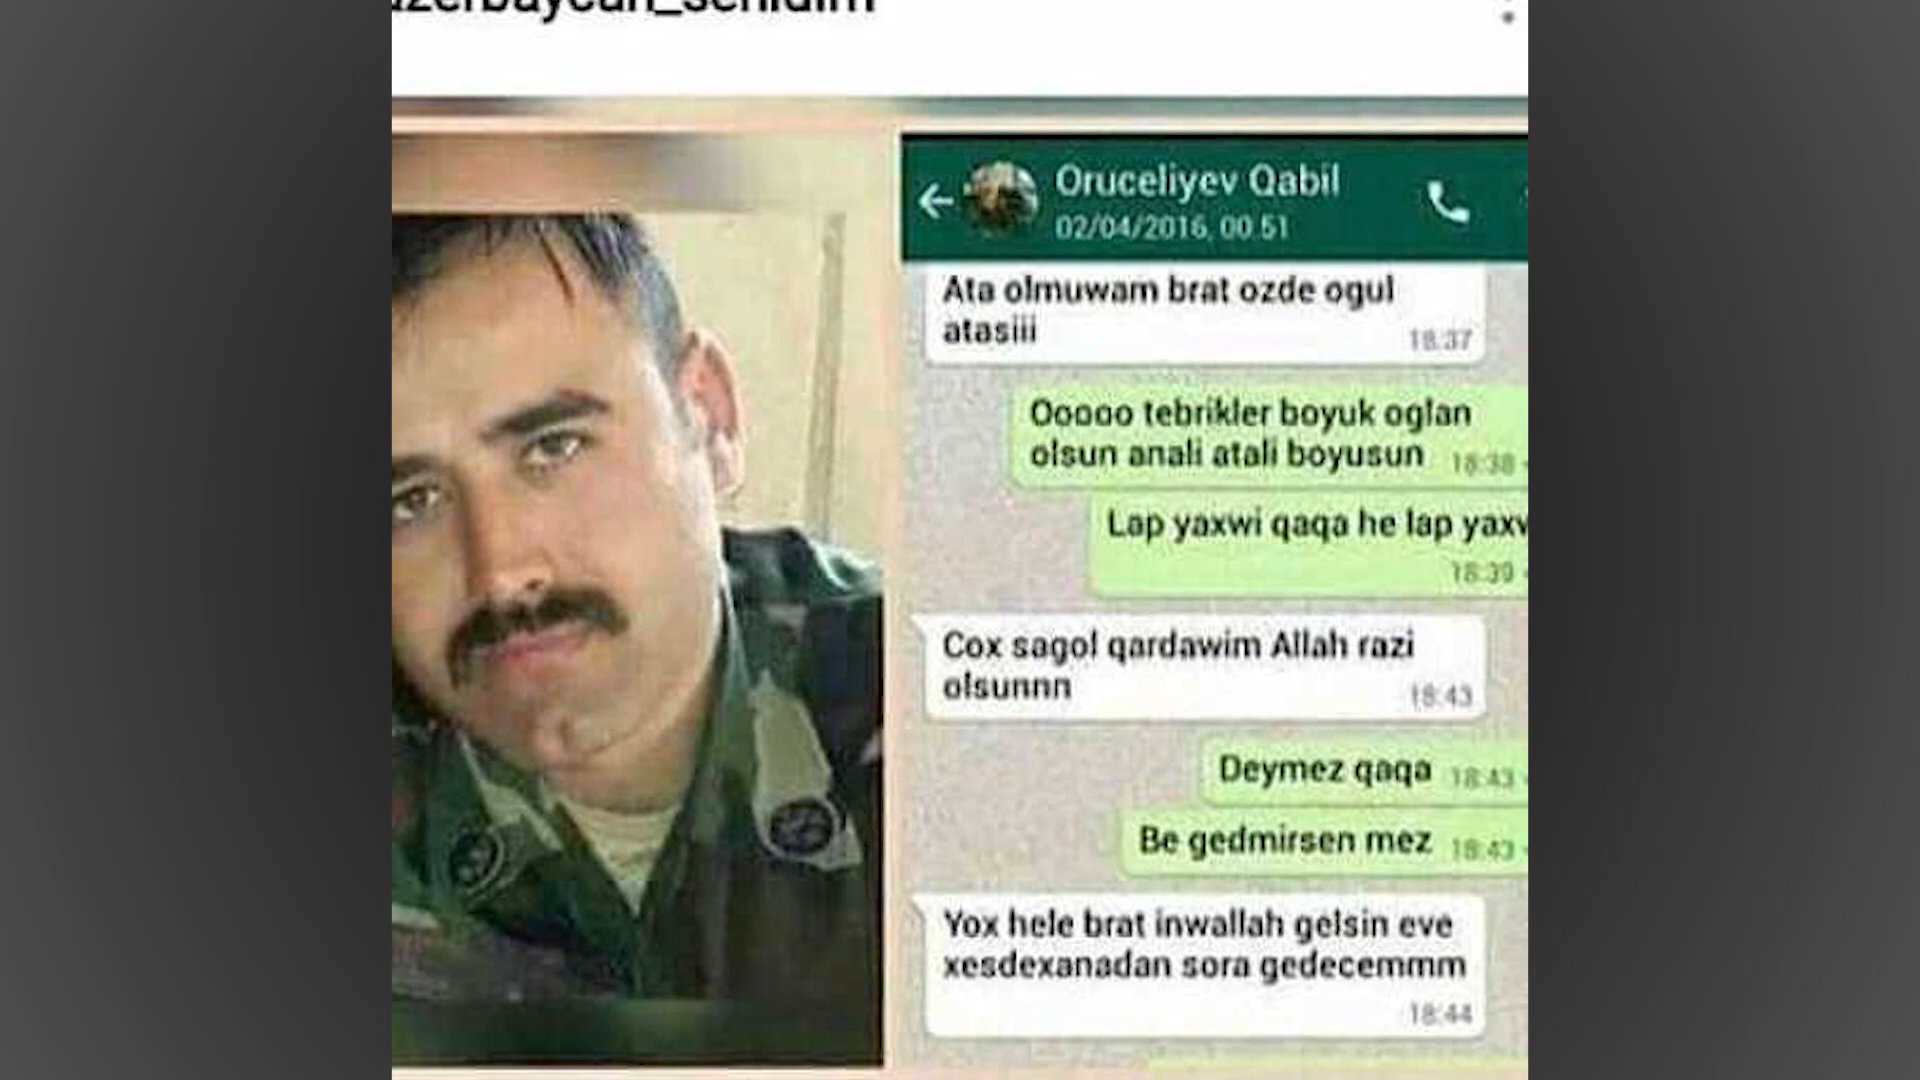 Oruceliyev Qabil
02/04/2016, 00.51
Ata olmuwam brat ozde ogul
atasiii
18:37
Ooooo tebrikler boyuk oglan
olsun anali atali boyusun
18:38
Lap yaxwi qaqa he lap
18:39
Cox sagol qardawim Allah razi
olsunnn
18:43
Deymez qaqa
18:43
Be gedmirsen mez
18:43
Yox hele brat inwallah gelsin eve
xesdexanadan sora gedecemmm
18:44